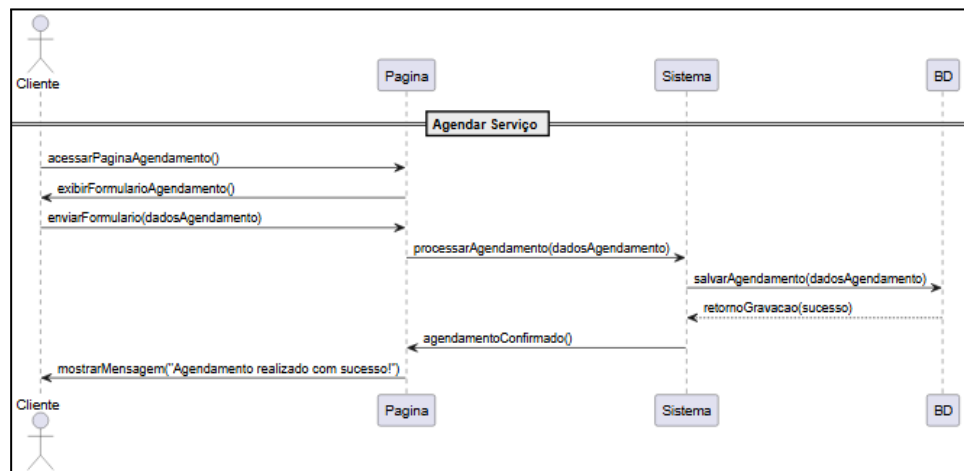 Cliente
Pagina
Sistema
BD
Agendar Serviço
acessarPaginaAgendamento()
exibirFormularioAgendamento()
enviarFormulario(dadosAgendamento)
processarAgendamento(dadosAgendamento)
salvarAgendamento(dadosAgendamento)
retornoGravacao(sucesso)
agendamentoConfirmado()
mostrarMensagem("Agendamento realizado com sucesso!")
Cliente
Pagina
Sistema
BD